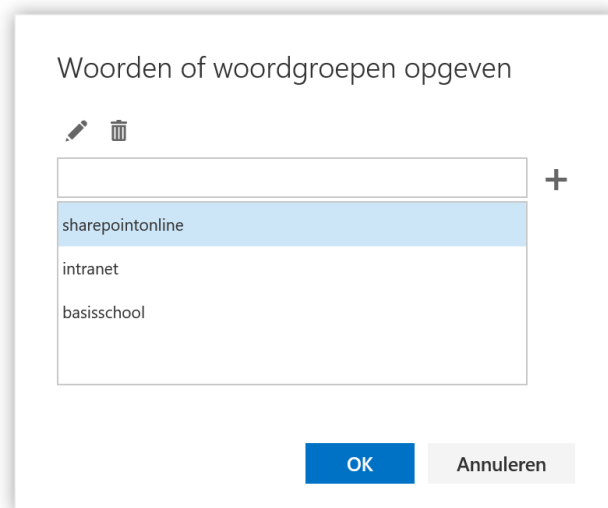 Woorden of woordgroepen opgeven
sharepointonline
intranet
basisschool
OK
Annuleren